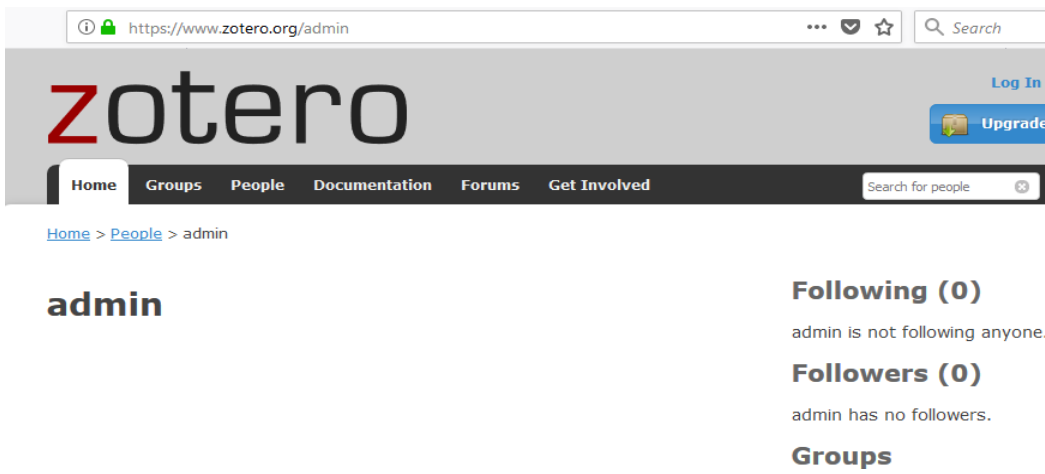 https://www.zotero.org/admin
Search
zotero
Log In
Upgrade
Home Groups People Documentation Forums Get Involved
Search for people
Home > People > admin
admin
Following (0)
admin is not following anyone.
Followers (0)
admin has no followers.
Groups